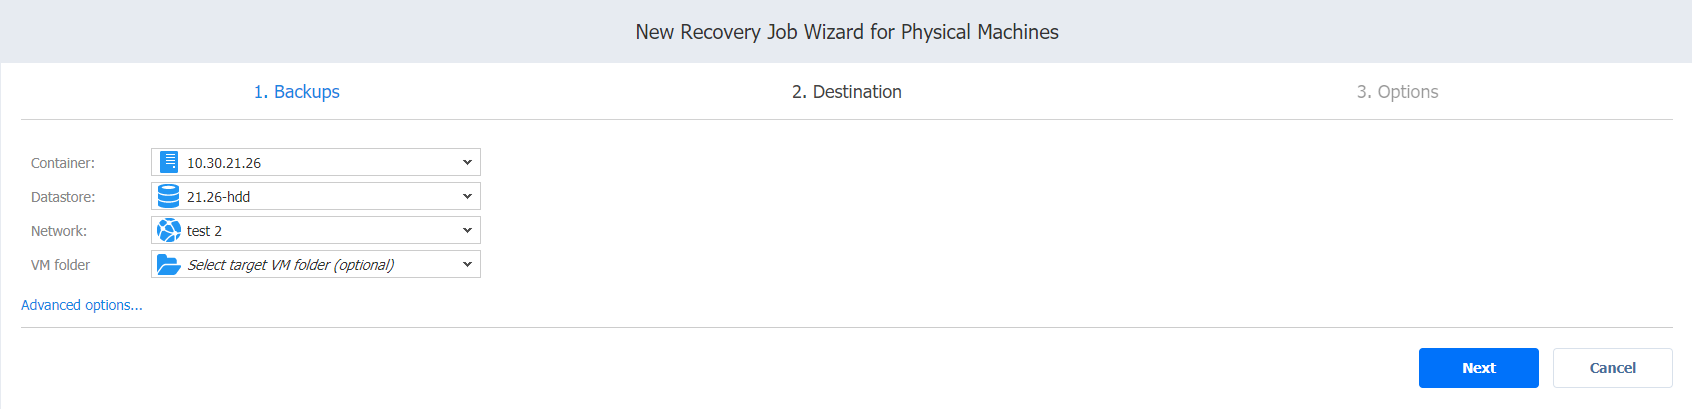 New Recovery Job Wizard for Physical Machines
1. Backups
2. Destination
3. Options
Container:
10.30.21.26
Datastore:
21.26-hdd
Network:
test 2
VM folder
Select target VM folder (optional)
Advanced options...
Next
Cancel